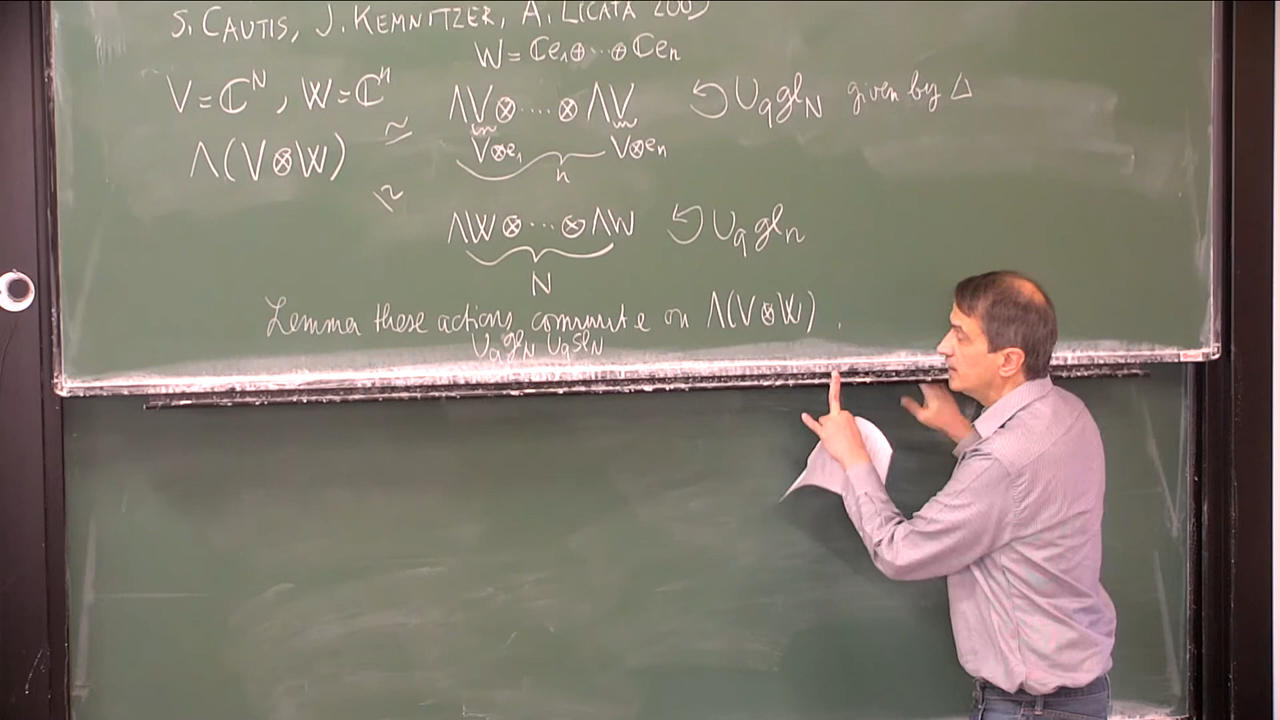 S. CAUTIS, J. KEMNITZER, A. LICATA
W = ℂe₁⊕···⊕ ℂeₙ
V=ℂᴺ, W=ℂⁿ
ΛV⊗····⊗ΛV ↺ U_q gl_N given by Δ
Λ(V⊗W) ≃
V⊗e₁ V⊗eₙ
n
≃
ΛW⊗···⊗ΛW ↺ U_q gl_n
N
Lemma these actions commute on Λ(V⊗W).
U_q gl_N U_q sl_N